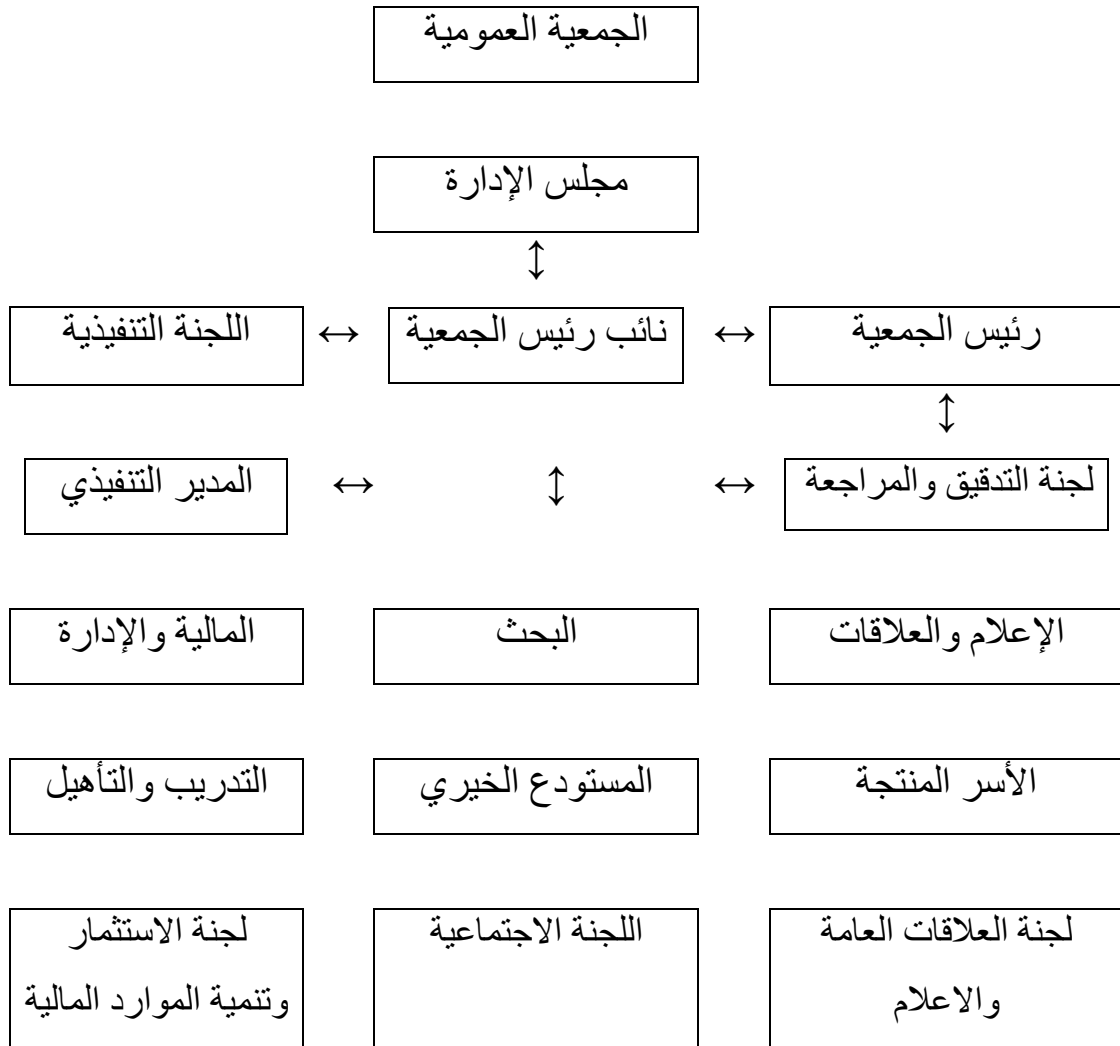 الجمعية العمومية
مجلس الإدارة
↕
رئيس الجمعية ↔ نائب رئيس الجمعية ↔ اللجنة التنفيذية
↕
لجنة التدقيق والمراجعة ↔ ↕ ↔ المدير التنفيذي
الإعلام والعلاقات البحث المالية والإدارة
الأسر المنتجة المستودع الخيري التدريب والتأهيل
لجنة العلاقات العامة اللجنة الاجتماعية لجنة الاستثمار
والاعلام وتنمية الموارد المالية